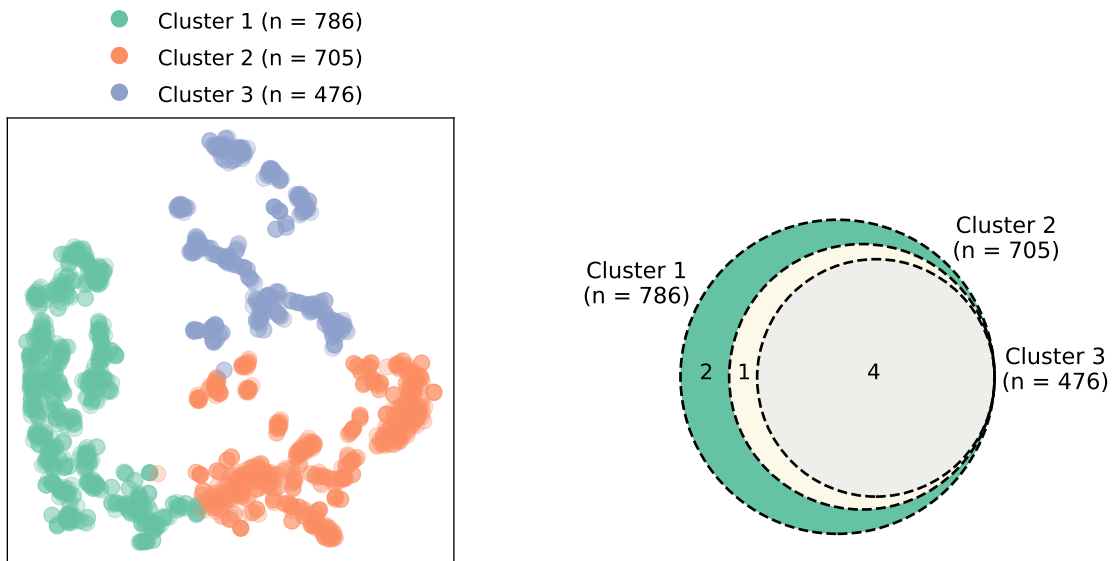 Cluster 1 (n = 786)
Cluster 2 (n = 705)
Cluster 3 (n = 476)
Cluster 1
(n = 786)
Cluster 2
(n = 705)
Cluster 3
(n = 476)
2
1
4